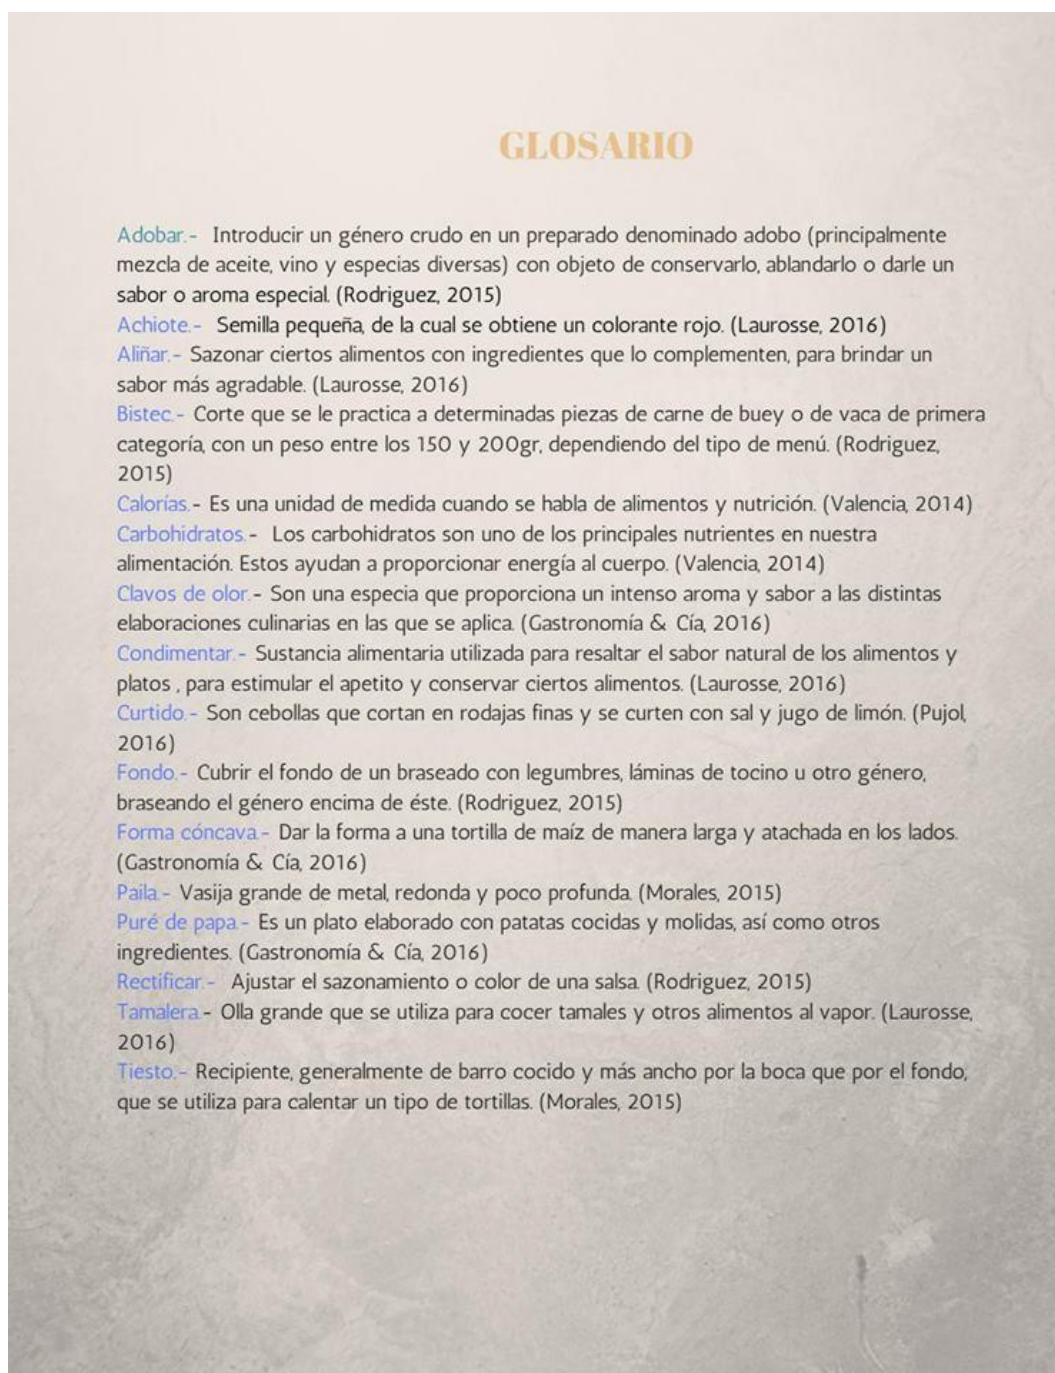 GLOSARIO
Adobar.- Introducir un género crudo en un preparado denominado adobo (principalmente
mezcla de aceite, vino y especias diversas) con objeto de conservarlo, ablandarlo o darle un
sabor o aroma especial. (Rodriguez, 2015)
Achiote.- Semilla pequeña, de la cual se obtiene un colorante rojo. (Laurosse, 2016)
Aliñar.- Sazonar ciertos alimentos con ingredientes que lo complementen, para brindar un
sabor más agradable. (Laurosse, 2016)
Bistec.- Corte que se le practica a determinadas piezas de carne de buey o de vaca de primera
categoría, con un peso entre los 150 y 200gr, dependiendo del tipo de menú. (Rodriguez,
2015)
Calorías.- Es una unidad de medida cuando se habla de alimentos y nutrición. (Valencia, 2014)
Carbohidratos.- Los carbohidratos son uno de los principales nutrientes en nuestra
alimentación. Estos ayudan a proporcionar energía al cuerpo. (Valencia, 2014)
Clavos de olor.- Son una especia que proporciona un intenso aroma y sabor a las distintas
elaboraciones culinarias en las que se aplica. (Gastronomía & Cía, 2016)
Condimentar.- Sustancia alimentaria utilizada para resaltar el sabor natural de los alimentos y
platos , para estimular el apetito y conservar ciertos alimentos. (Laurosse, 2016)
Curtido.- Son cebollas que cortan en rodajas finas y se curten con sal y jugo de limón. (Pujol,
2016)
Fondo.- Cubrir el fondo de un braseado con legumbres, láminas de tocino u otro género,
braseando el género encima de éste. (Rodriguez, 2015)
Forma cóncava.- Dar la forma a una tortilla de maíz de manera larga y atachada en los lados.
(Gastronomía & Cía, 2016)
Paila.- Vasija grande de metal, redonda y poco profunda. (Morales, 2015)
Puré de papa.- Es un plato elaborado con patatas cocidas y molidas, así como otros
ingredientes. (Gastronomía & Cía, 2016)
Rectificar.- Ajustar el sazonamiento o color de una salsa. (Rodriguez, 2015)
Tamalera.- Olla grande que se utiliza para cocer tamales y otros alimentos al vapor. (Laurosse,
2016)
Tiesto.- Recipiente, generalmente de barro cocido y más ancho por la boca que por el fondo,
que se utiliza para calentar un tipo de tortillas. (Morales, 2015)